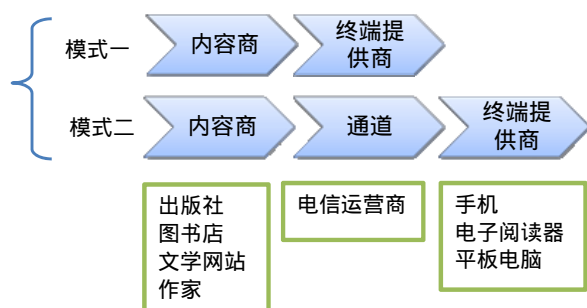 模式一
内容商
终端提
供商
模式二
内容商
通道
终端提
供商
出版社
图书店
文学网站
作家
电信运营商
手机
电子阅读器
平板电脑